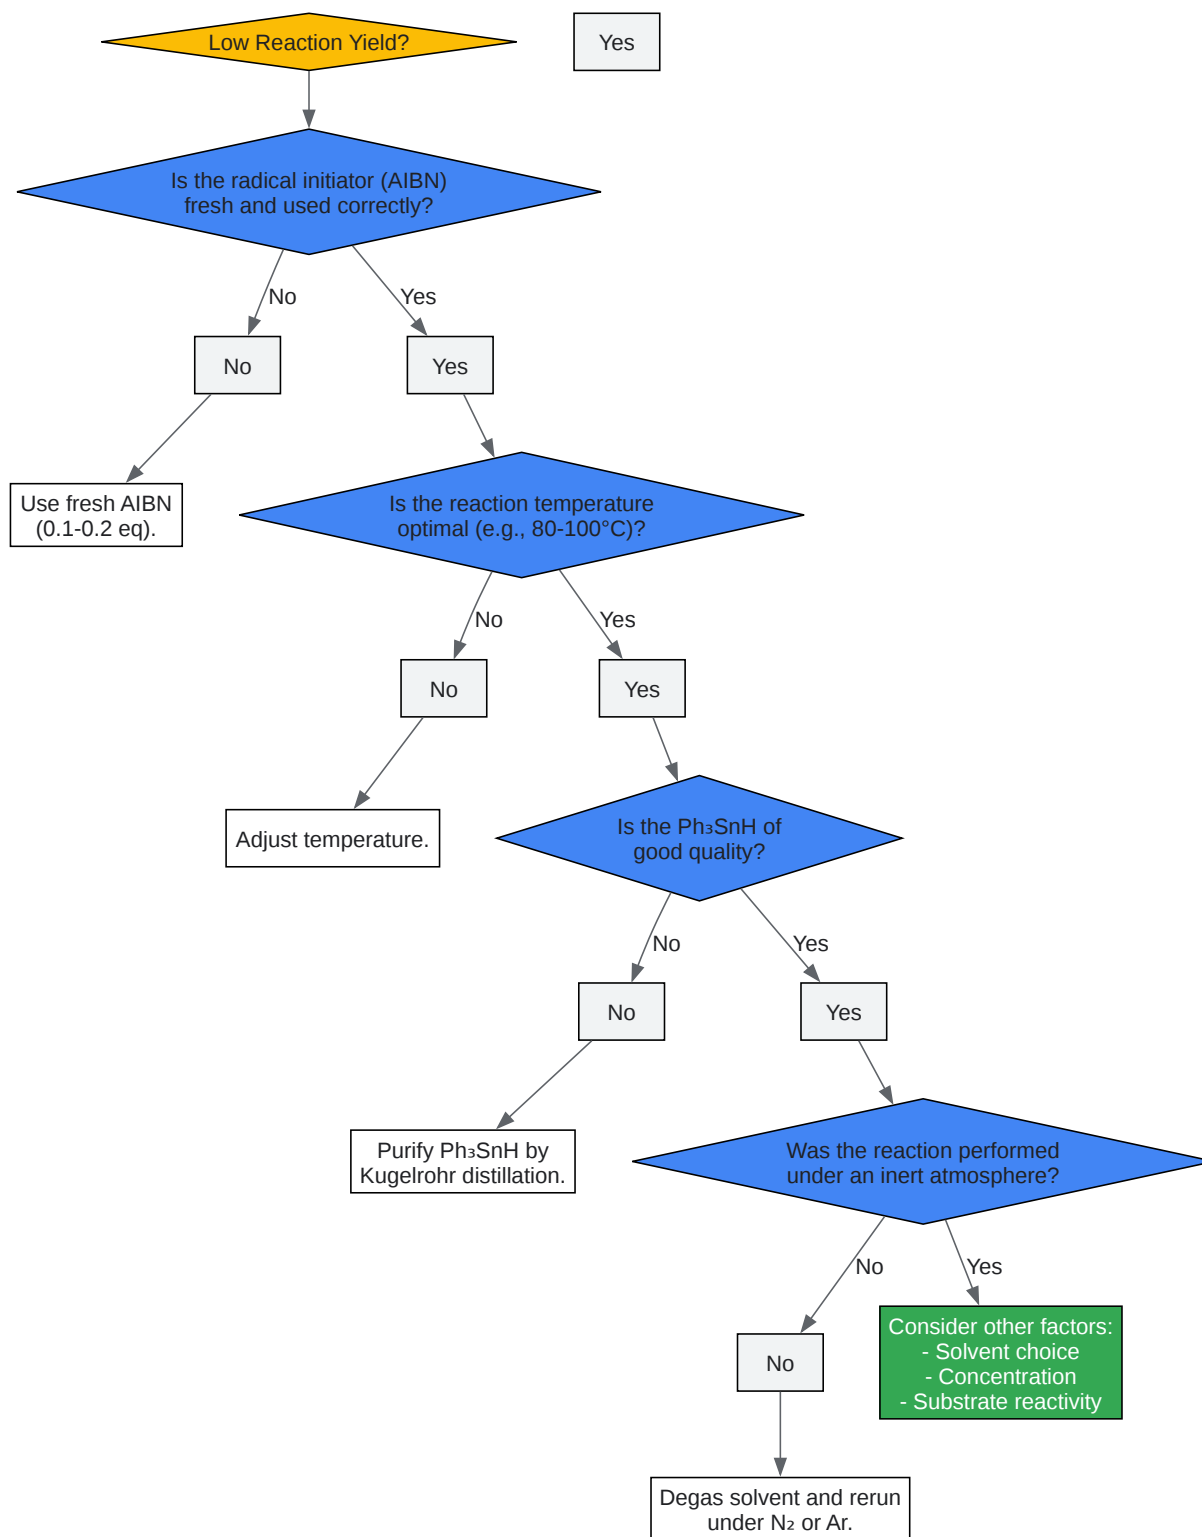 Low Reaction Yield?
Yes
Is the radical initiator (AIBN)
fresh and used correctly?
No
Yes
No
Yes
Use fresh AIBN
(0.1-0.2 eq).
Is the reaction temperature
optimal (e.g., 80-100°C)?
No
Yes
No
Yes
Adjust temperature.
Is the Ph₃SnH of
good quality?
No
Yes
No
Yes
Purify Ph₃SnH by
Kugelrohr distillation.
Was the reaction performed
under an inert atmosphere?
No
Yes
No
Consider other factors:
- Solvent choice
- Concentration
- Substrate reactivity
Degas solvent and rerun
under N₂ or Ar.